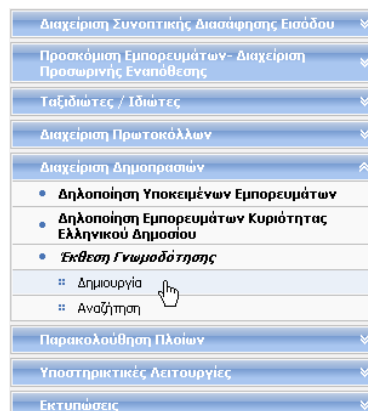 Διαχείριση Συνοπτικής Διασάφησης Εισόδου
Προσκόμιση Εμπορευμάτων- Διαχείριση
Προσωρινής Εναπόθεσης
Ταξιδιώτες / Ιδιώτες
Διαχείριση Πρωτοκόλλων
Διαχείριση Δημοπρασιών
Δηλοποίηση Υποκειμένων Εμπορευμάτων
Δηλοποίηση Εμπορευμάτων Κυριότητας
Ελληνικού Δημοσίου
Έκθεση Γνωμοδότησης
Δημιουργία
Αναζήτηση
Παρακολούθηση Πλοίων
Υποστηρικτικές Λειτουργίες
Εκτυπώσεις